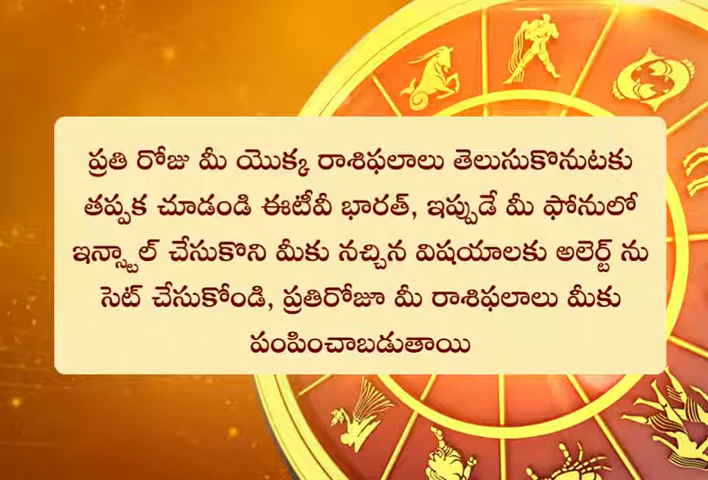 ప్రతి రోజు మీ యొక్క రాశిఫలాలు తెలుసుకొనుటకు
తప్పక చూడండి ఈటీవీ భారత్, ఇప్పుడే మీ ఫోనులో
ఇన్స్టాల్ చేసుకొని మీకు నచ్చిన విషయాలకు అలెర్ట్ ను
సెట్ చేసుకోండి, ప్రతిరోజూ మీ రాశిఫలాలు మీకు
పంపించాబడుతాయి